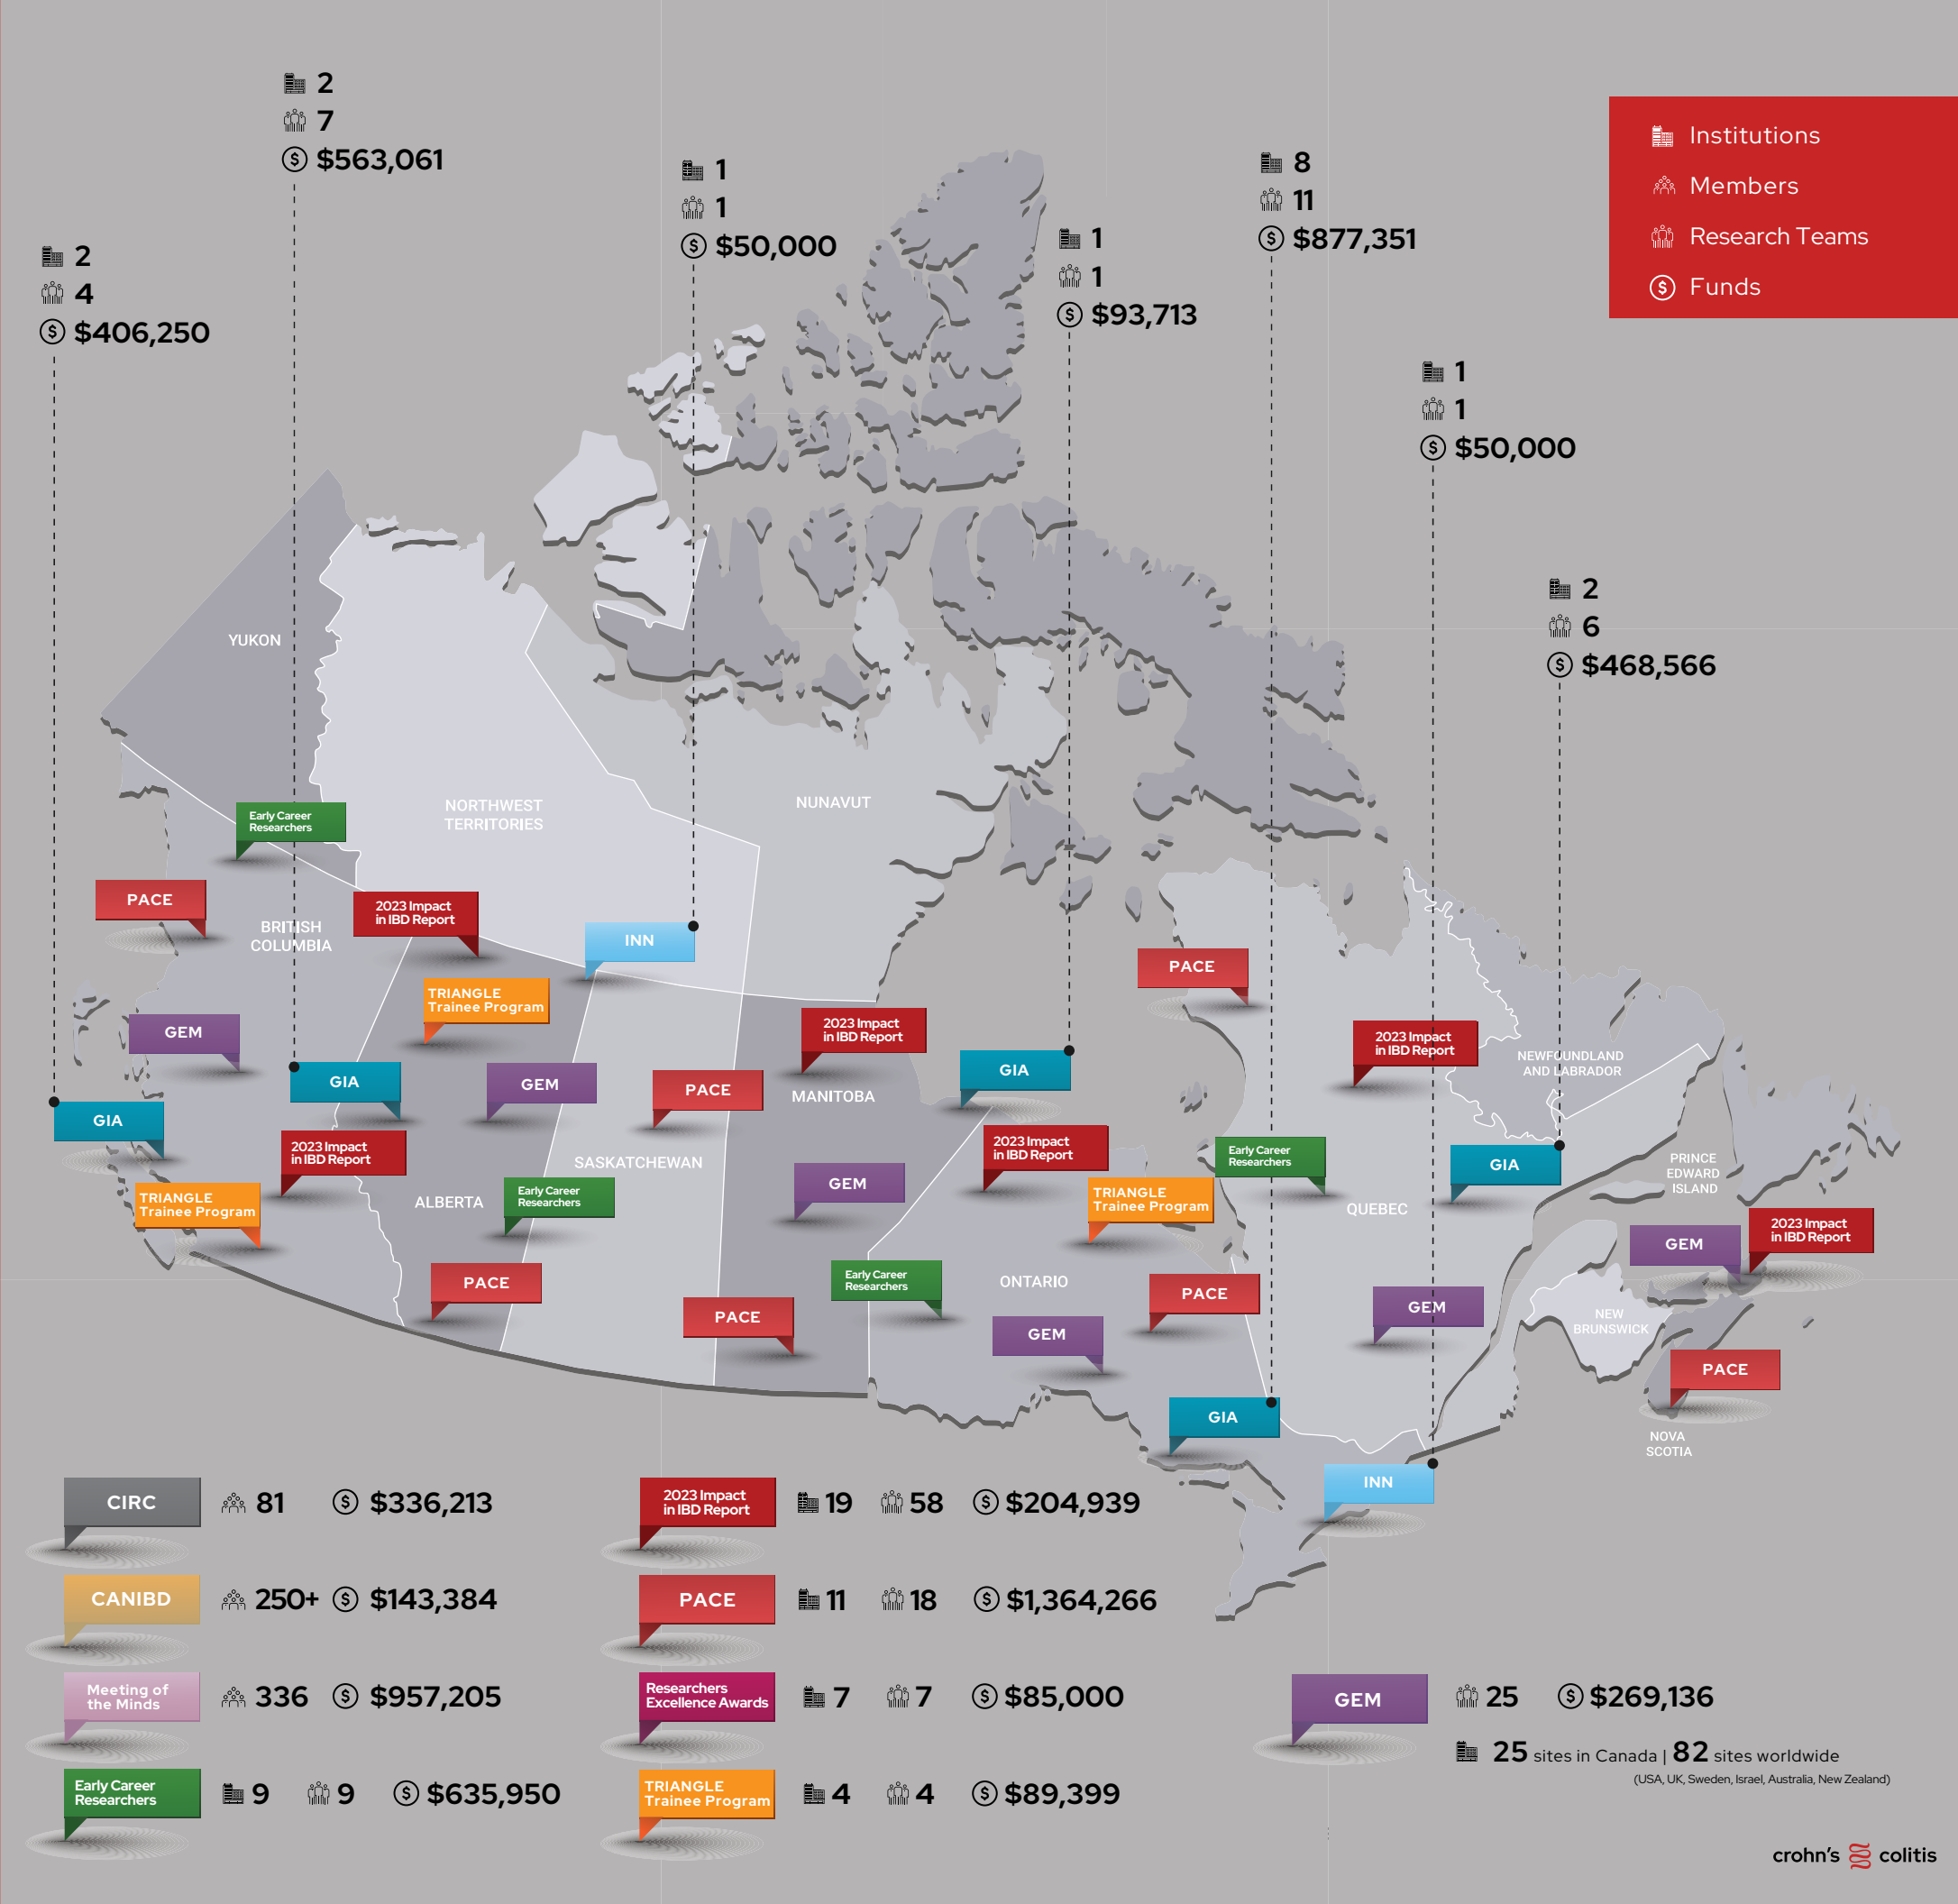 2
7
$563,061
1
1
$50,000
8
11
$877,351
Institutions
Members
Research Teams
Funds
2
4
$406,250
1
1
$93,713
1
1
$50,000
2
6
$468,566
YUKON
NORTHWEST
TERRITORIES
NUNAVUT
Early Career
Researchers
PACE
BRITISH
COLUMBIA
2023 Impact
in IBD Report
INN
PACE
TRIANGLE
Trainee Program
GEM
2023 Impact
in IBD Report
2023 Impact
in IBD Report
NEWFOUNDLAND
AND LABRADOR
GIA
GEM
PACE
MANITOBA
GIA
GIA
2023 Impact
in IBD Report
SASKATCHEWAN
2023 Impact
in IBD Report
Early Career
Researchers
GIA
PRINCE
EDWARD
ISLAND
TRIANGLE
Trainee Program
ALBERTA
Early Career
Researchers
GEM
TRIANGLE
Trainee Program
QUEBEC
GEM
2023 Impact
in IBD Report
PACE
PACE
Early Career
Researchers
ONTARIO
GEM
PACE
GEM
NEW
BRUNSWICK
PACE
GIA
NOVA
SCOTIA
INN
CIRC
81
$336,213
2023 Impact
in IBD Report
19
58
$204,939
CANIBD
250+
$143,384
PACE
11
18
$1,364,266
Meeting of
the Minds
336
$957,205
Researchers
Excellence Awards
7
7
$85,000
GEM
25
$269,136
25 sites in Canada | 82 sites worldwide
(USA, UK, Sweden, Israel, Australia, New Zealand)
Early Career
Researchers
9
9
$635,950
TRIANGLE
Trainee Program
4
4
$89,399
crohn's colitis